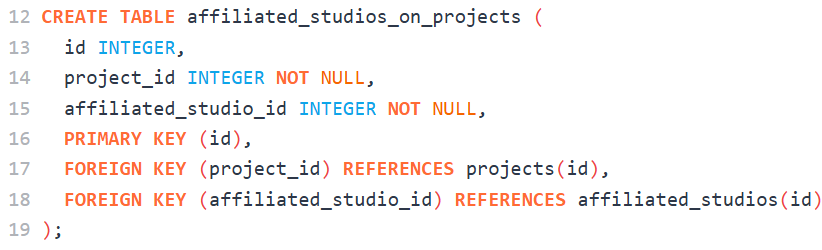 12 CREATE TABLE affiliated_studios_on_projects (
13   id INTEGER,
14   project_id INTEGER NOT NULL,
15   affiliated_studio_id INTEGER NOT NULL,
16   PRIMARY KEY (id),
17   FOREIGN KEY (project_id) REFERENCES projects(id),
18   FOREIGN KEY (affiliated_studio_id) REFERENCES affiliated_studios(id)
19 );